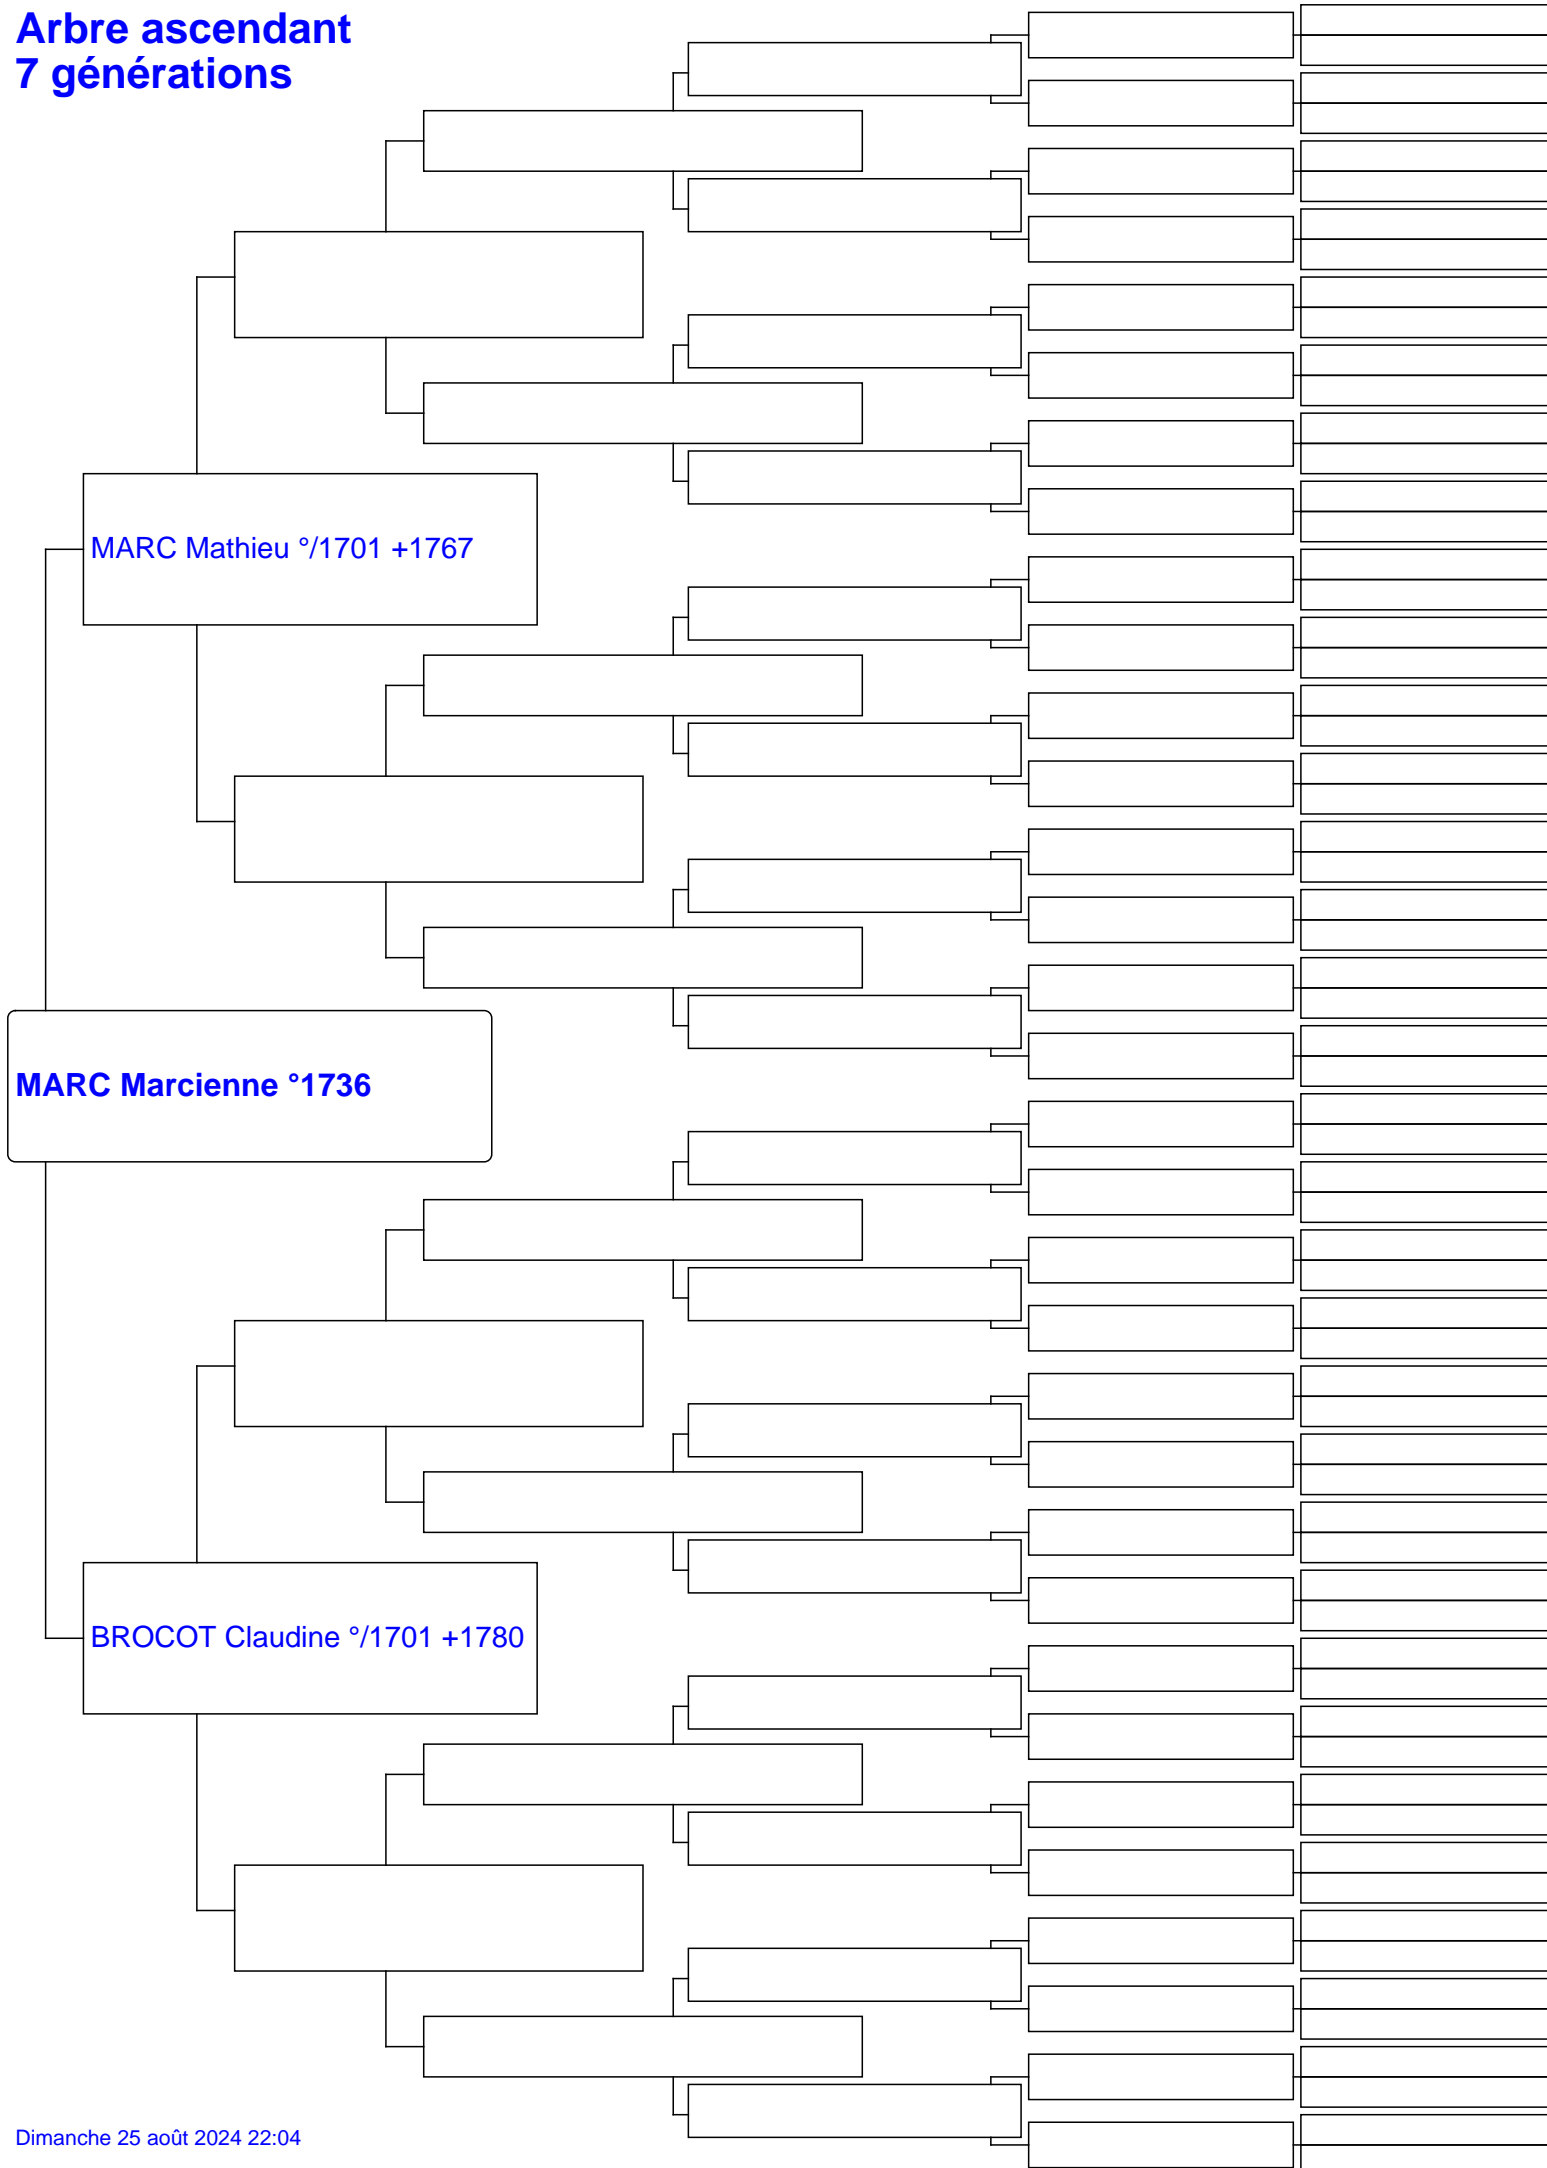 Arbre ascendant
7 générations
MARC Mathieu °/1701 +1767
MARC Marcienne °1736
BROCOT Claudine °/1701 +1780
Dimanche 25 août 2024 22:04